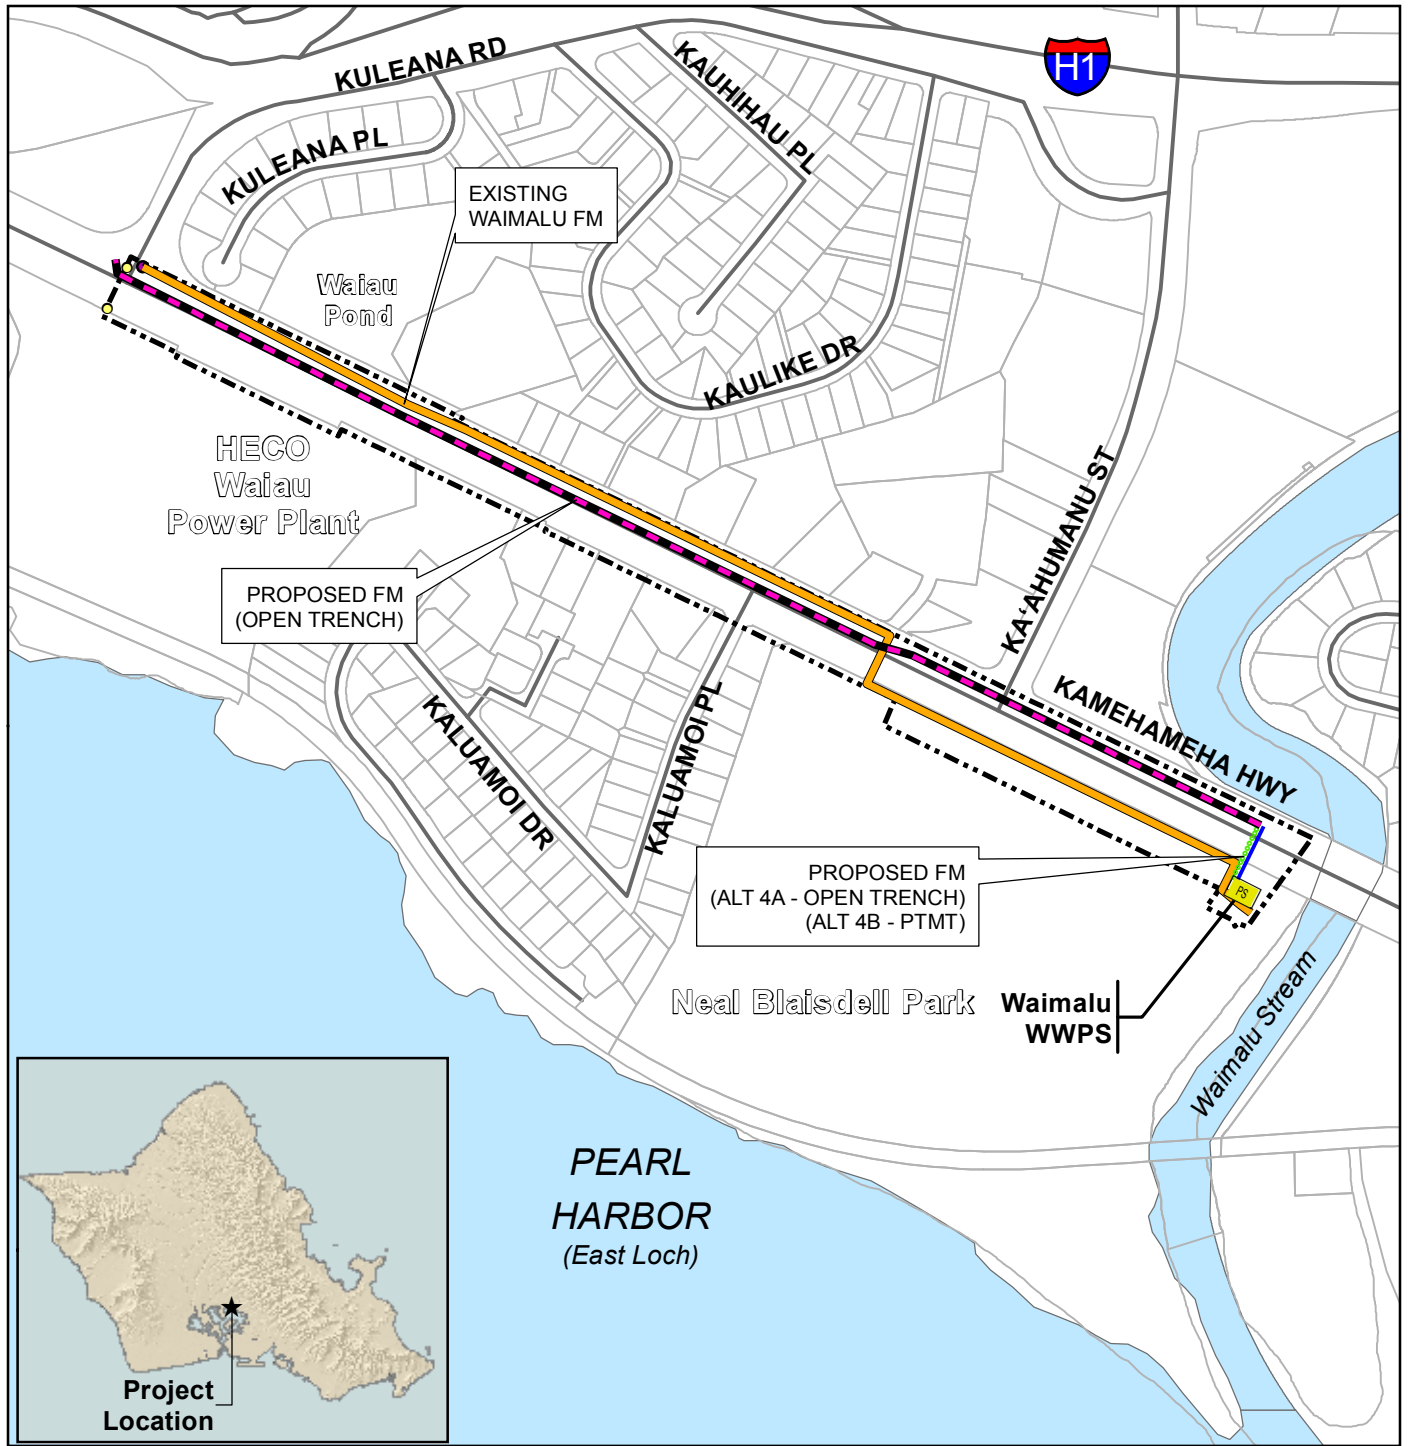 KULEANA RD
KAUHIHAU PL
H1
KULEANA PL
EXISTING
WAIMALU FM
Waiau
Pond
KAULIKE DR
HECO
Waiau
Power Plant
KA‘AHUMANU ST
PROPOSED FM
(OPEN TRENCH)
KAMEHAMEHA HWY
KALUAMOI DR
KALUAMOI PL
PROPOSED FM
(ALT 4A - OPEN TRENCH)
(ALT 4B - PTMT)
PS
Neal Blaisdell Park
Waimalu
WWPS
Waimalu Stream
PEARL
HARBOR
(East Loch)
Project
Location